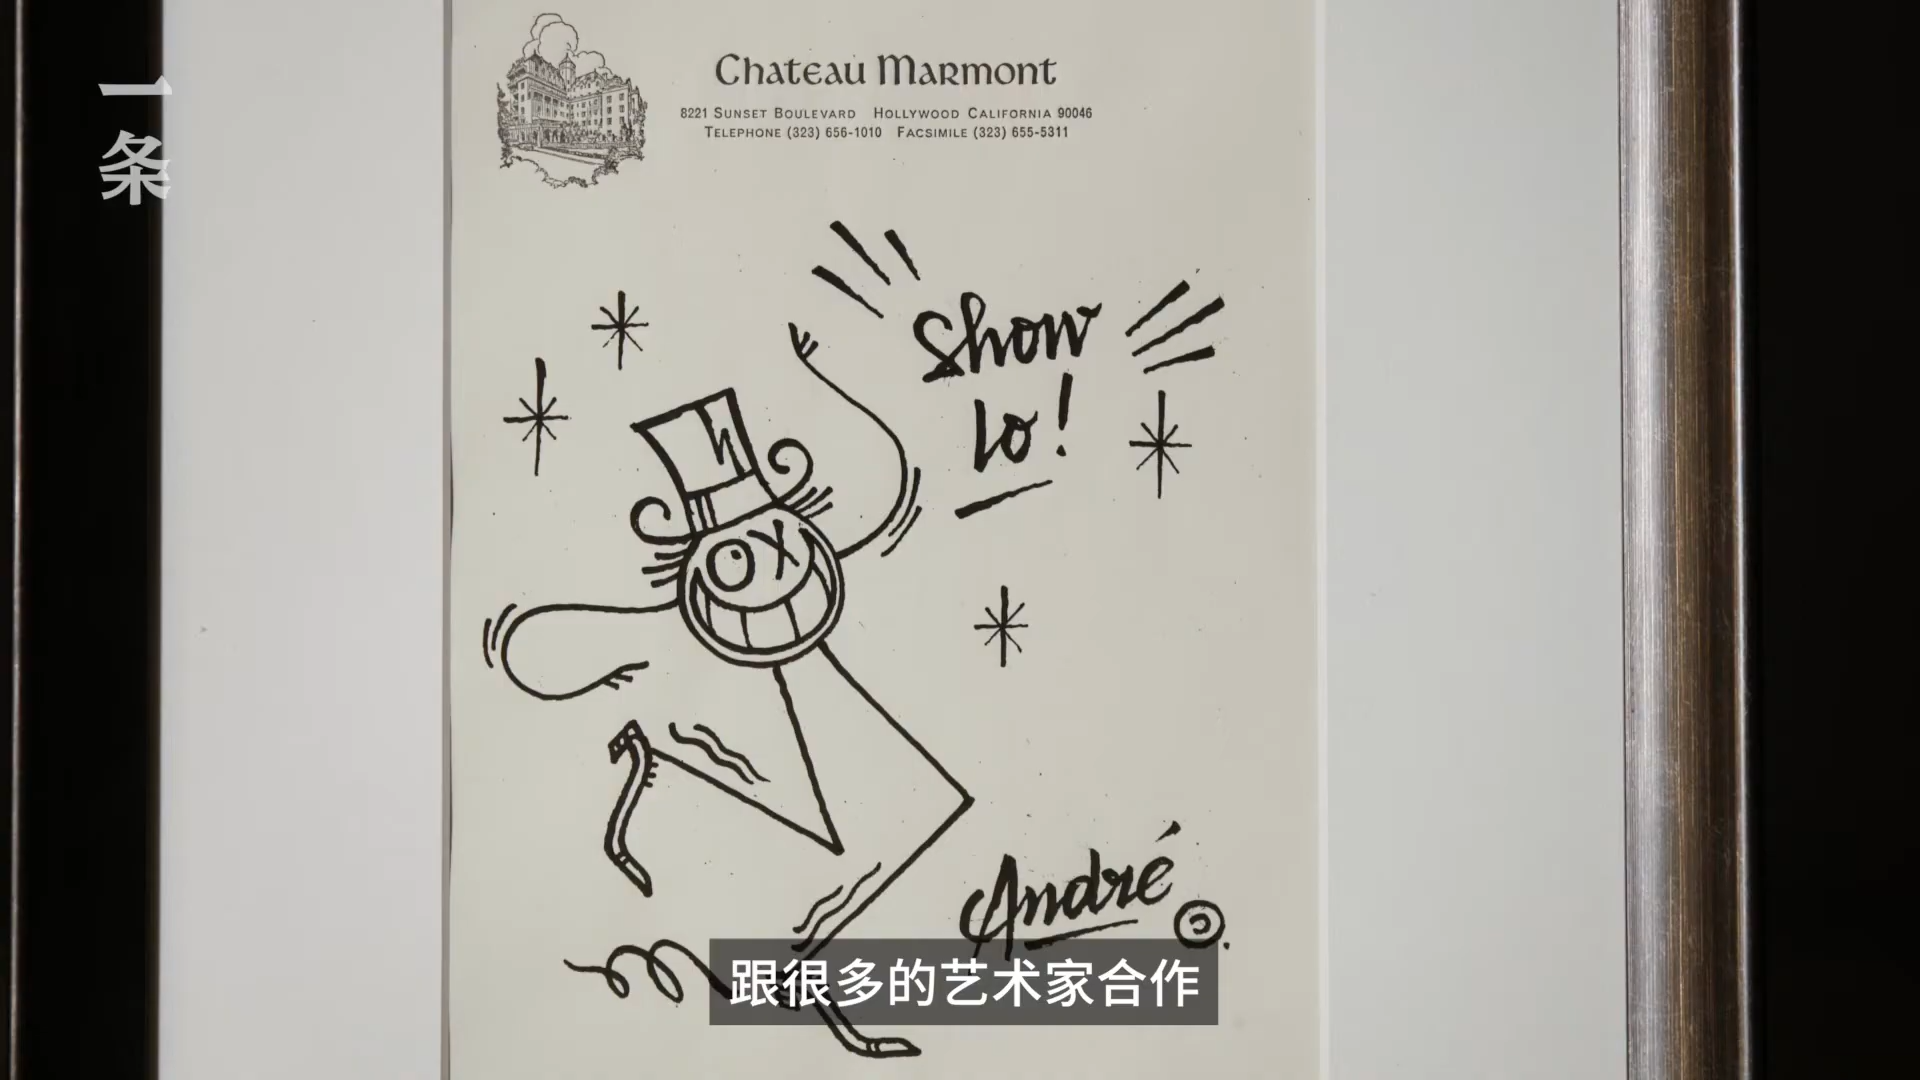 一条
Chateau Marmont
8221 Sunset Boulevard Hollywood California 90046
Telephone (323) 656-1010 Facsimile (323) 655-5311
Show
lo!
André
跟很多的艺术家合作